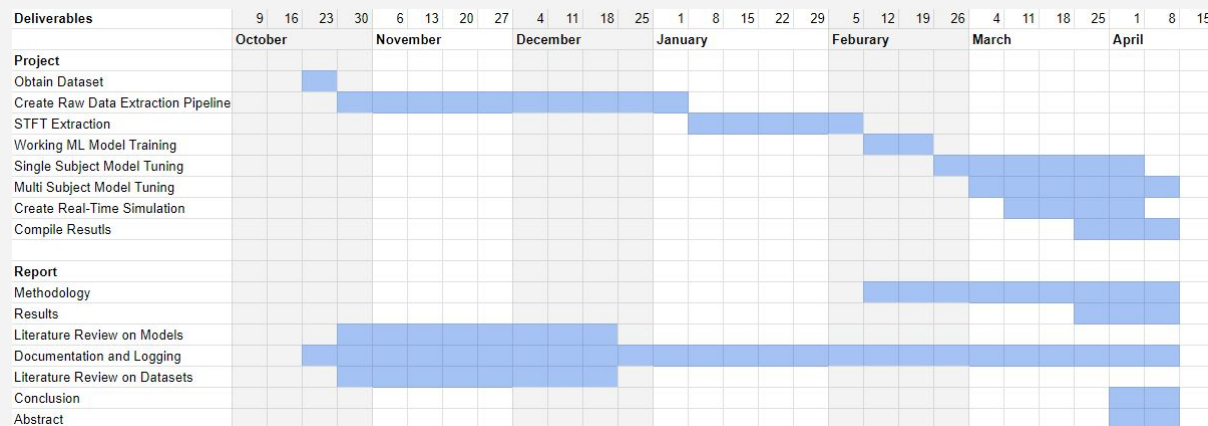 Deliverables 9 16 23 30 6 13 20 27 4 11 18 25 1 8 15 22 29 5 12 19 26 4 11 18 25 1 8 15
October November December January Feburary March April
Project
Obtain Dataset
Create Raw Data Extraction Pipeline
STFT Extraction
Working ML Model Training
Single Subject Model Tuning
Multi Subject Model Tuning
Create Real-Time Simulation
Compile Resutls
Report
Methodology
Results
Literature Review on Models
Documentation and Logging
Literature Review on Datasets
Conclusion
Abstract